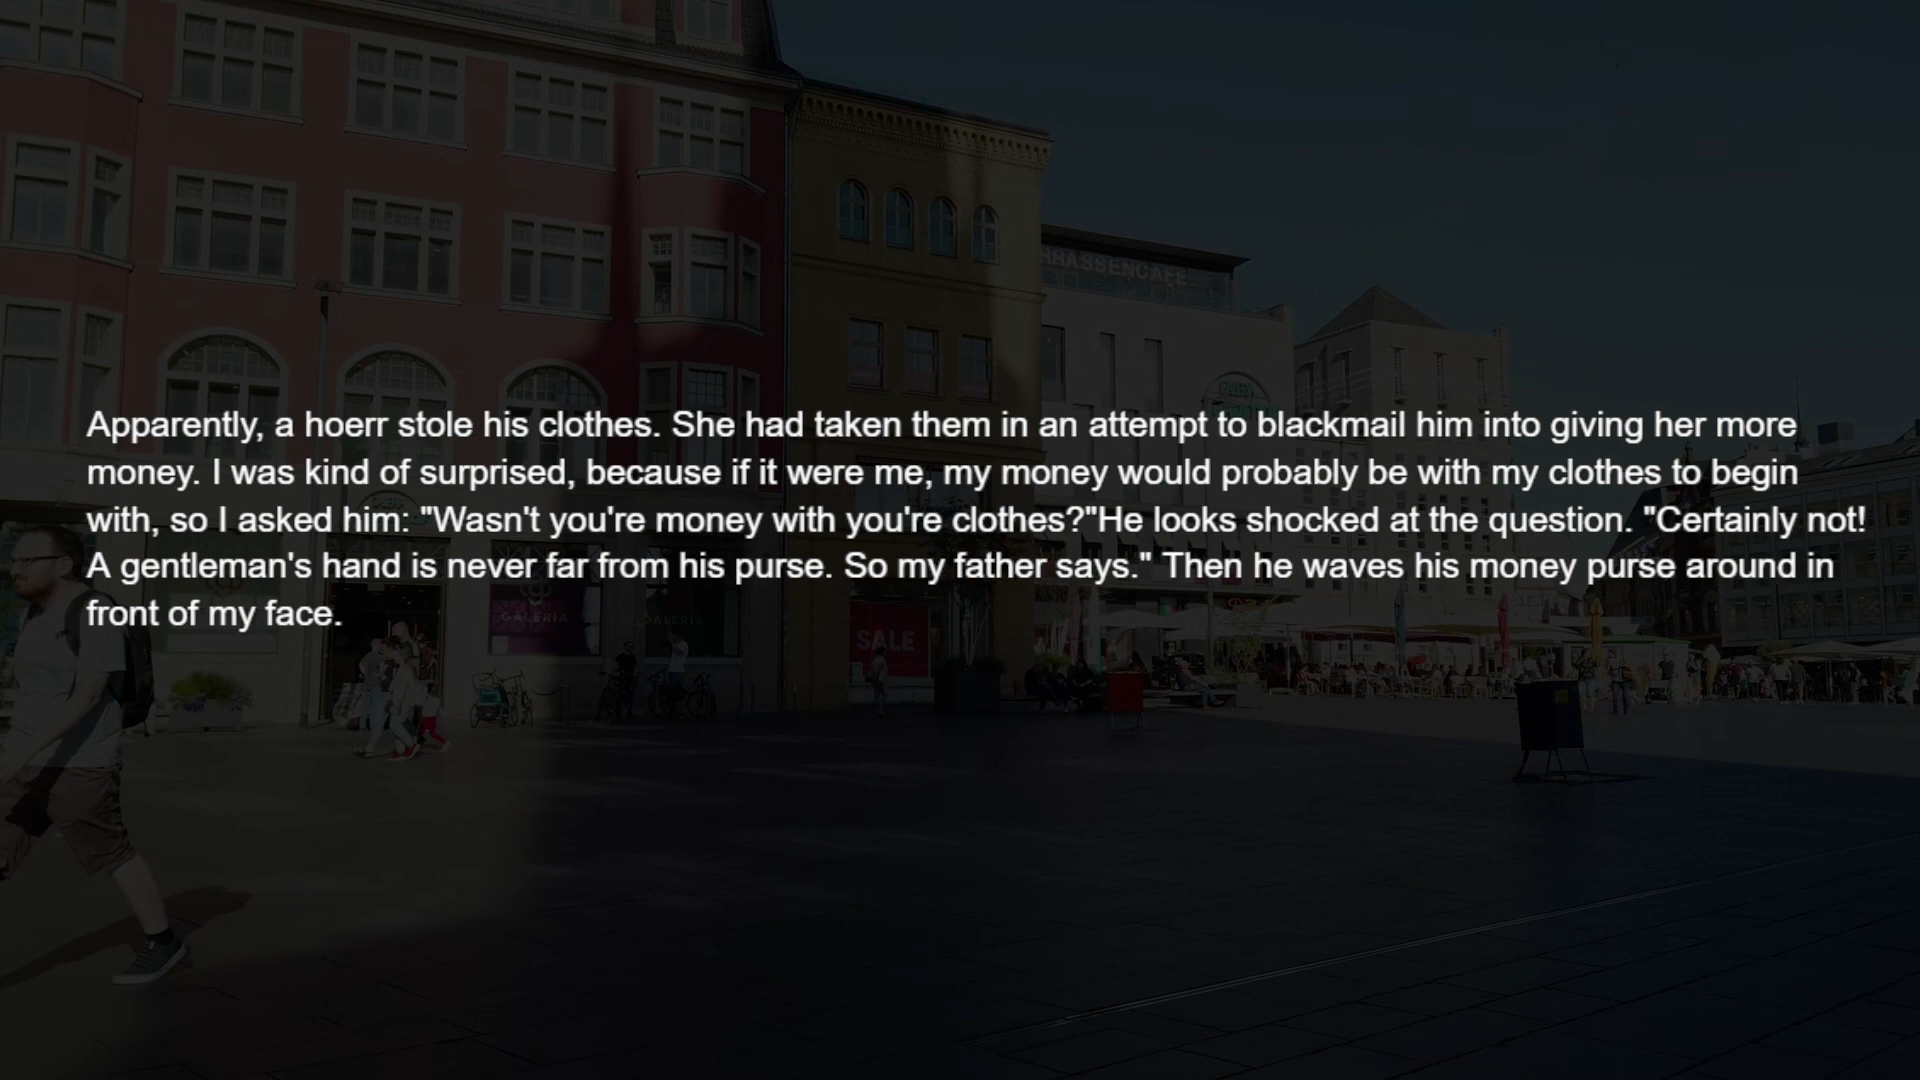 RRASSENCAFE
Apparently, a hoerr stole his clothes. She had taken them in an attempt to blackmail him into giving her more
money. I was kind of surprised, because if it were me, my money would probably be with my clothes to begin
with, so I asked him: "Wasn't you're money with you're clothes?"He looks shocked at the question. "Certainly not!
A gentleman's hand is never far from his purse. So my father says." Then he waves his money purse around in
front of my face.
GALERIA
GALERIA
SALE